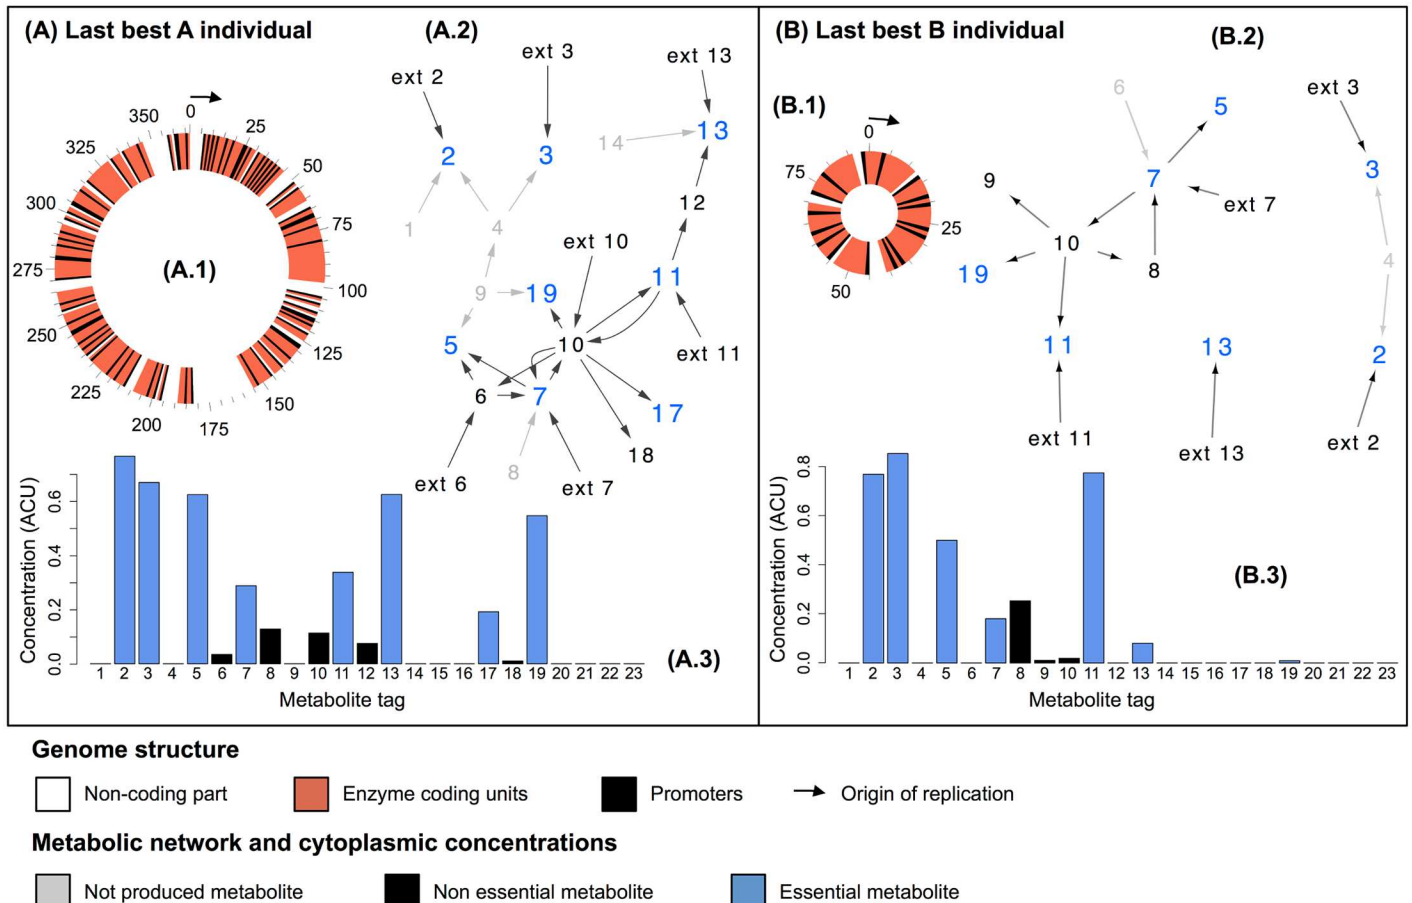 (A) Last best A individual
(A.1)
0
25
50
75
100
125
150
175
200
225
250
275
300
325
350
(A.2)
ext 2
ext 3
ext 13
2
3
14
13
1
4
12
ext 10
9
19
11
5
10
ext 11
6
7
17
18
8
ext 6
ext 7
(A.3)
Concentration (ACU)
0.0
0.2
0.4
0.6
1 2 3 4 5 6 7 8 9 10 11 12 13 14 15 16 17 18 19 20 21 22 23
Metabolite tag
(B) Last best B individual
(B.1)
0
25
50
75
(B.2)
6
5
ext 3
9
7
3
ext 7
10
19
8
4
11
13
2
ext 11
ext 13
ext 2
(B.3)
Concentration (ACU)
0.0
0.2
0.4
0.6
0.8
1 2 3 4 5 6 7 8 9 10 11 12 13 14 15 16 17 18 19 20 21 22 23
Metabolite tag
Genome structure
Non-coding part
Enzyme coding units
Promoters
Origin of replication
Metabolic network and cytoplasmic concentrations
Not produced metabolite
Non essential metabolite
Essential metabolite